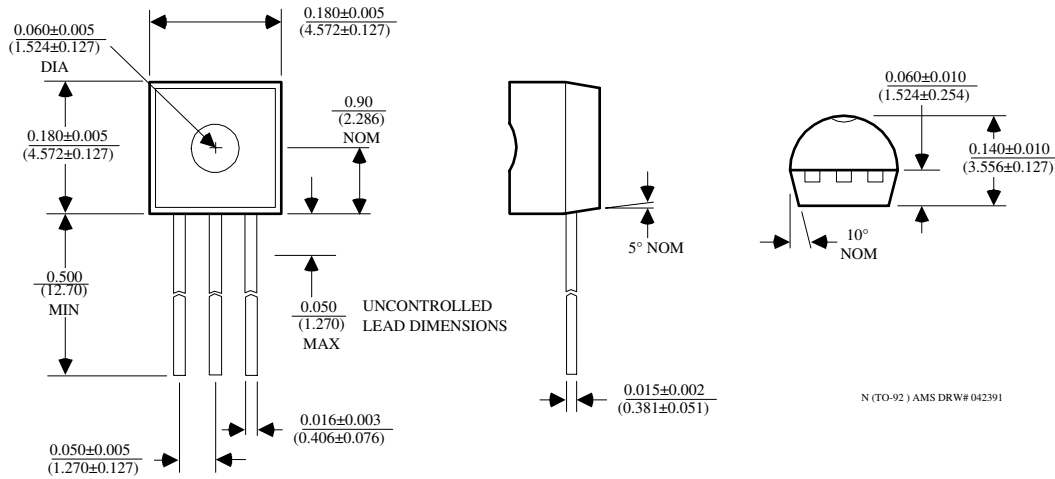 0.060±0.005
(1.524±0.127)
DIA
0.180±0.005
(4.572±0.127)
0.180±0.005
(4.572±0.127)
0.90
(2.286)
NOM
0.500
(12.70)
MIN
0.050
(1.270)
MAX
UNCONTROLLED
LEAD DIMENSIONS
0.016±0.003
(0.406±0.076)
0.050±0.005
(1.270±0.127)
5° NOM
0.015±0.002
(0.381±0.051)
0.060±0.010
(1.524±0.254)
0.140±0.010
(3.556±0.127)
10°
NOM
N (TO-92 ) AMS DRW# 042391